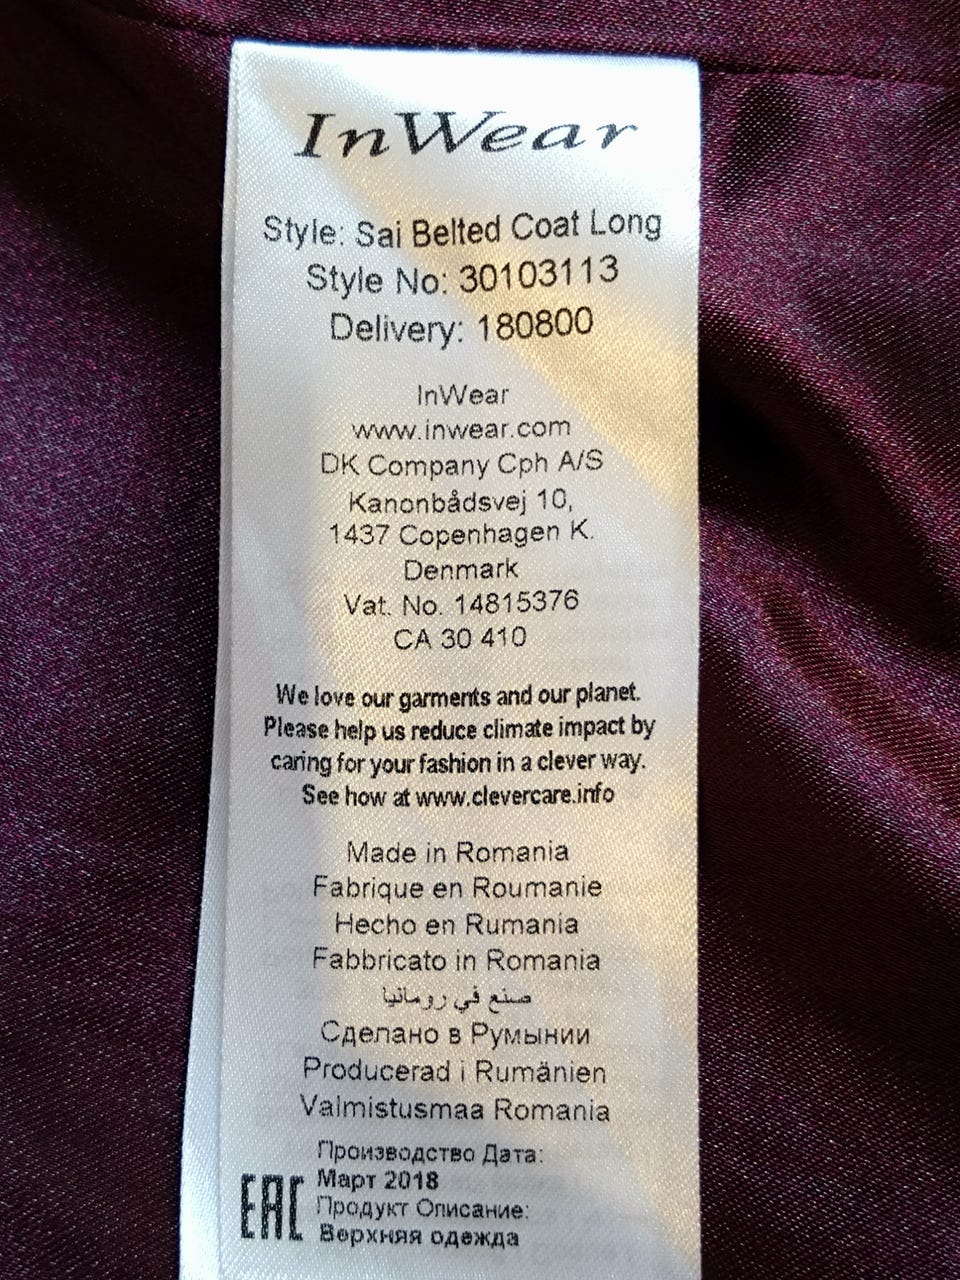 InWear
Style: Sai Belted Coat Long
Style No: 30103113
Delivery: 180800
InWear
www.inwear.com
DK Company Cph A/S
Kanonbådsvej 10,
1437 Copenhagen K.
Denmark
Vat. No. 14815376
CA 30 410
We love our garments and our planet.
Please help us reduce climate impact by
caring for your fashion in a clever way.
See how at www.clevercare.info
Made in Romania
Fabrique en Roumanie
Hecho en Rumania
Fabbricato in Romania
صنع في رومانيا
Сделано в Румынии
Producerad i Rumänien
Valmistusmaa Romania
Производство Дата:
Март 2018
Продукт Описание:
Верхняя одежда
EAC